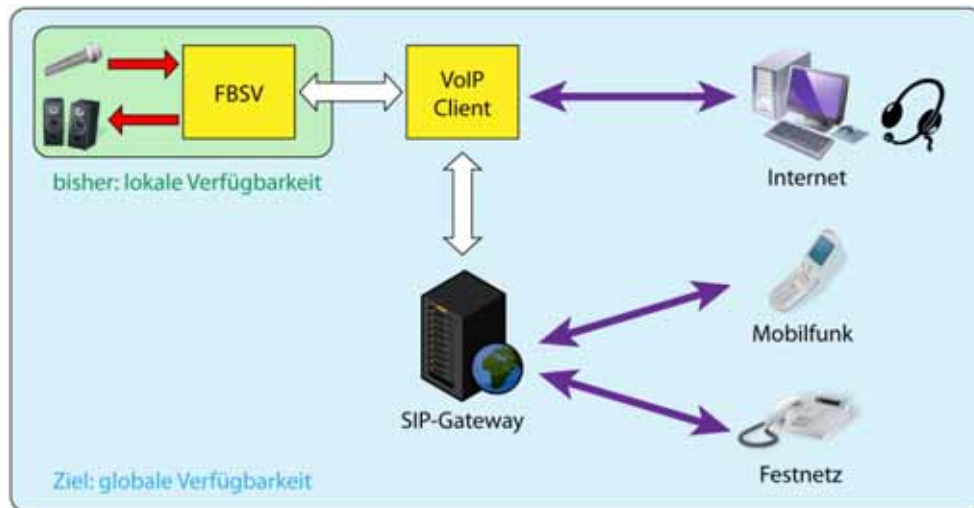 FBSV
VoIP
Client
bisher: lokale Verfügbarkeit
Internet
Mobilfunk
SIP-Gateway
Festnetz
Ziel: globale Verfügbarkeit